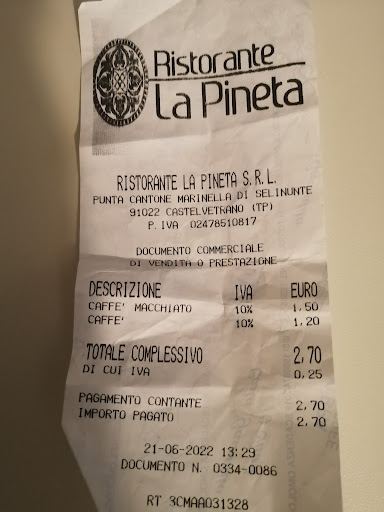 Ristorante
La Pineta
RISTORANTE LA PINETA S.R.L.
PUNTA CANTONE MARINELLA DI SELINUNTE
91022 CASTELVETRANO (TP)
P.IVA 02478510817
DOCUMENTO COMMERCIALE
DI VENDITA O PRESTAZIONE
DESCRIZIONE IVA EURO
CAFFE' MACCHIATO 10% 1,50
CAFFE' 10% 1,20
TOTALE COMPLESSIVO 2,70
DI CUI IVA 0,25
PAGAMENTO CONTANTE 2,70
IMPORTO PAGATO 2,70
21-06-2022 13:29
DOCUMENTO N. 0334-0086
RT 3CMAA031328